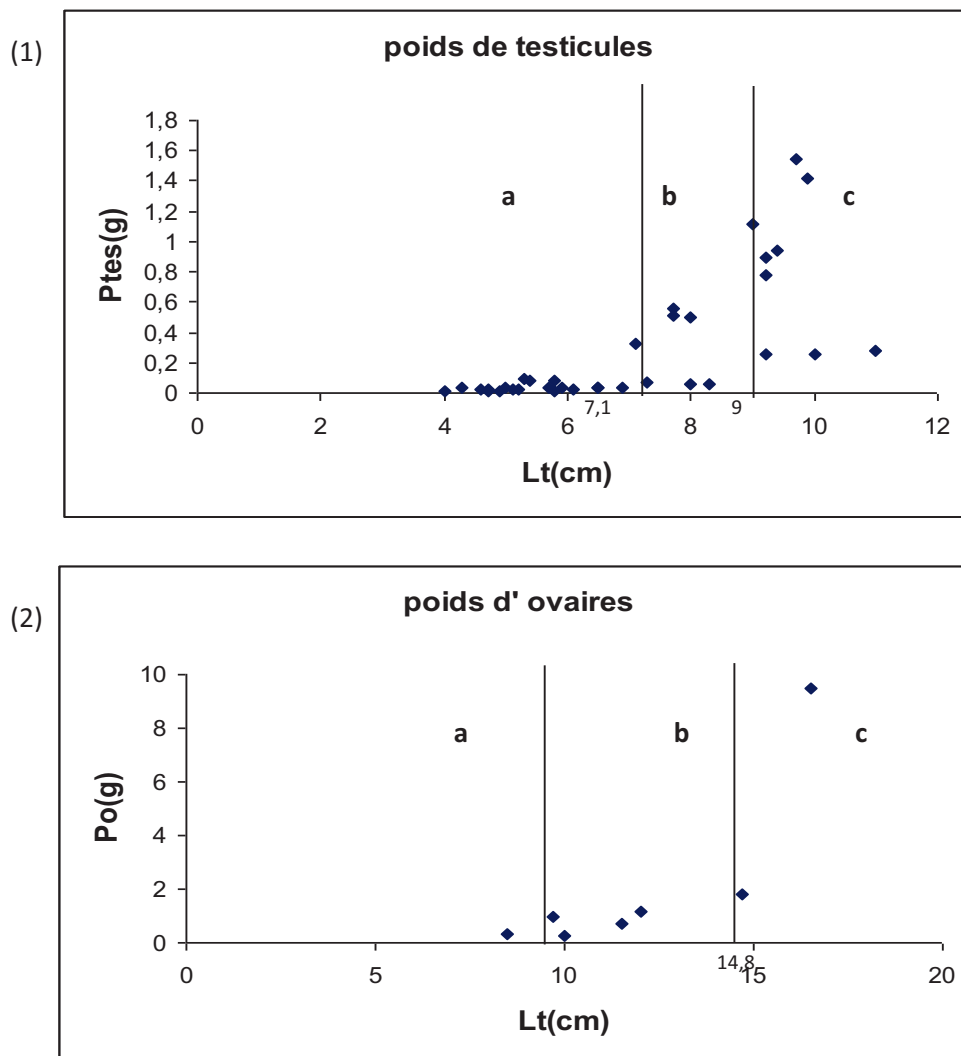 (1)
poids de testicules
Ptes(g)
1,8
1,6
1,4
1,2
1
0,8
0,6
0,4
0,2
0
a
b
c
7,1
9
0
2
4
6
8
10
12
Lt(cm)
(2)
poids d' ovaires
Po(g)
10
8
6
4
2
0
a
b
c
14,8
0
5
10
15
20
Lt(cm)